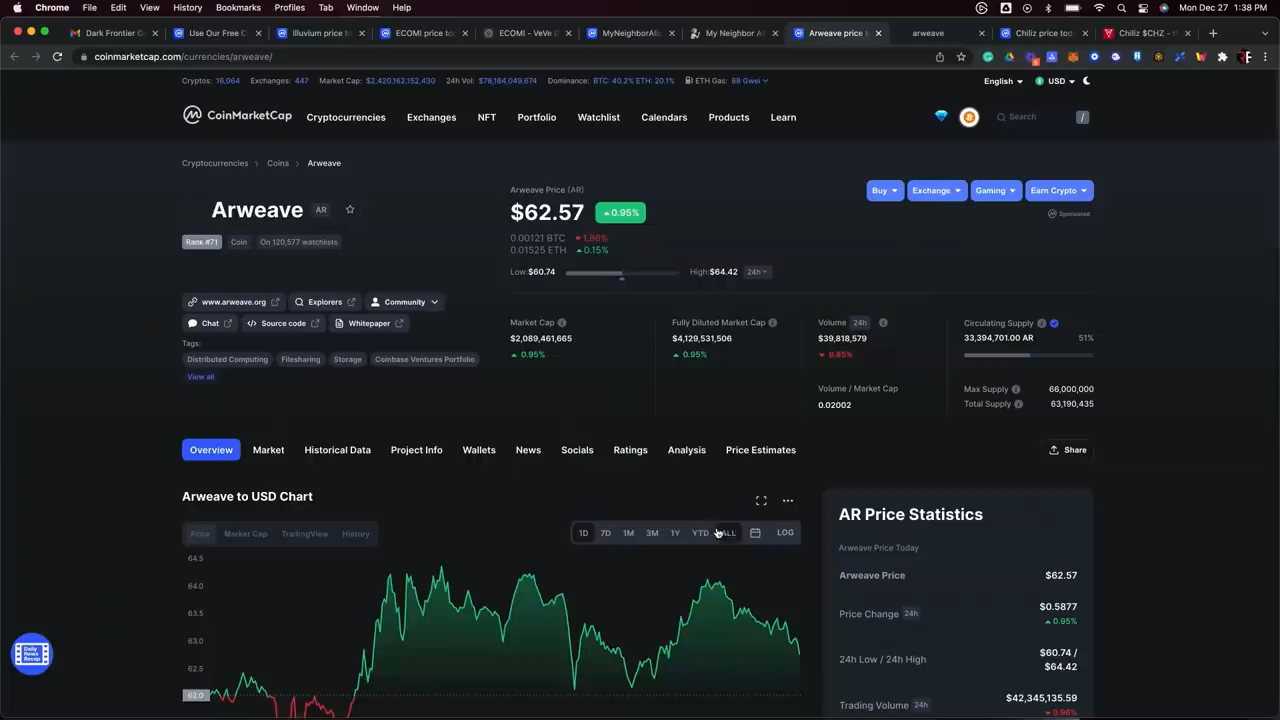 Chrome File Edit View History Bookmarks Profiles Tab Window Help Mon Dec 27 1:38 PM
Dark Frontier G Use Our Free C Illuvium price to ECOMI price top ECOMI - VeVe D MyNeighborAli My Neighbor A Arweave price arweave Chiliz price tod Chiliz $CHZ - t
coinmarketcap.com/currencies/arweave/
Cryptos: 16,064 Exchanges: 447 Market Cap: $2,420,162,152,430 24h Vol: $78,164,049,674 Dominance: BTC: 40.2% ETH: 20.1% ETH Gas: 88 Gwei English USD
CoinMarketCap Cryptocurrencies Exchanges NFT Portfolio Watchlist Calendars Products Learn Search /
Cryptocurrencies > Coins > Arweave
Arweave AR
Rank #71 Coin On 120,577 watchlists
Arweave Price (AR)
$62.57 0.95%
0.00121 BTC 1.96%
0.01525 ETH 0.15%
Low: $60.74 High: $64.42 24h
Buy Exchange Gaming Earn Crypto
Sponsored
www.arweave.org Explorers Community
Chat Source code Whitepaper
Tags:
Distributed Computing Filesharing Storage Coinbase Ventures Portfolio
View all
Market Cap
$2,089,461,665
0.95%
Fully Diluted Market Cap
$4,129,531,506
0.95%
Volume 24h
$39,818,579
8.85%
Volume / Market Cap
0.02002
Circulating Supply
33,394,701.00 AR 51%
Max Supply 66,000,000
Total Supply 63,190,435
Overview Market Historical Data Project Info Wallets News Socials Ratings Analysis Price Estimates Share
Arweave to USD Chart
Price Market Cap TradingView History 1D 7D 1M 3M 1Y YTD ALL LOG
64.5
64.0
63.5
63.0
62.5
62.0
AR Price Statistics
Arweave Price Today
Arweave Price $62.57
Price Change 24h $0.5877
0.95%
24h Low / 24h High $60.74 /
$64.42
Trading Volume 24h $42,345,135.59
0.96%
Daily
News
Recap